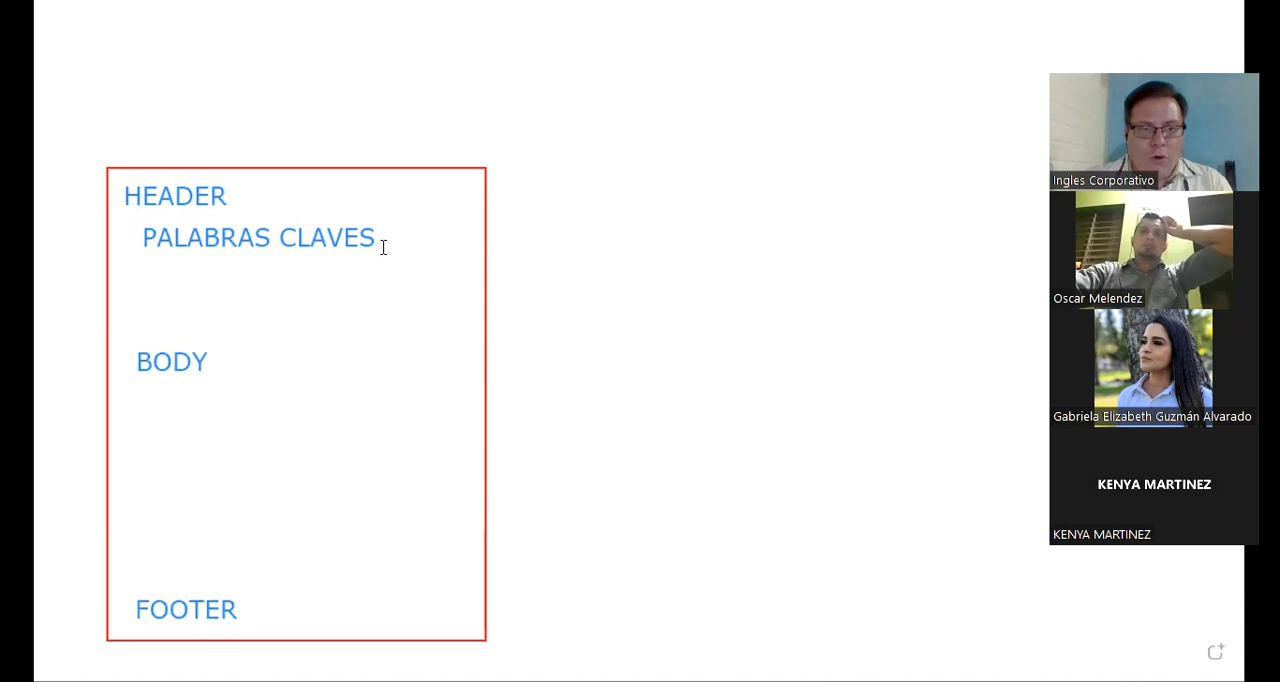 HEADER
PALABRAS CLAVES
BODY
FOOTER
Ingles Corporativo
Oscar Melendez
Gabriela Elizabeth Guzmán Alvarado
KENYA MARTINEZ
KENYA MARTINEZ